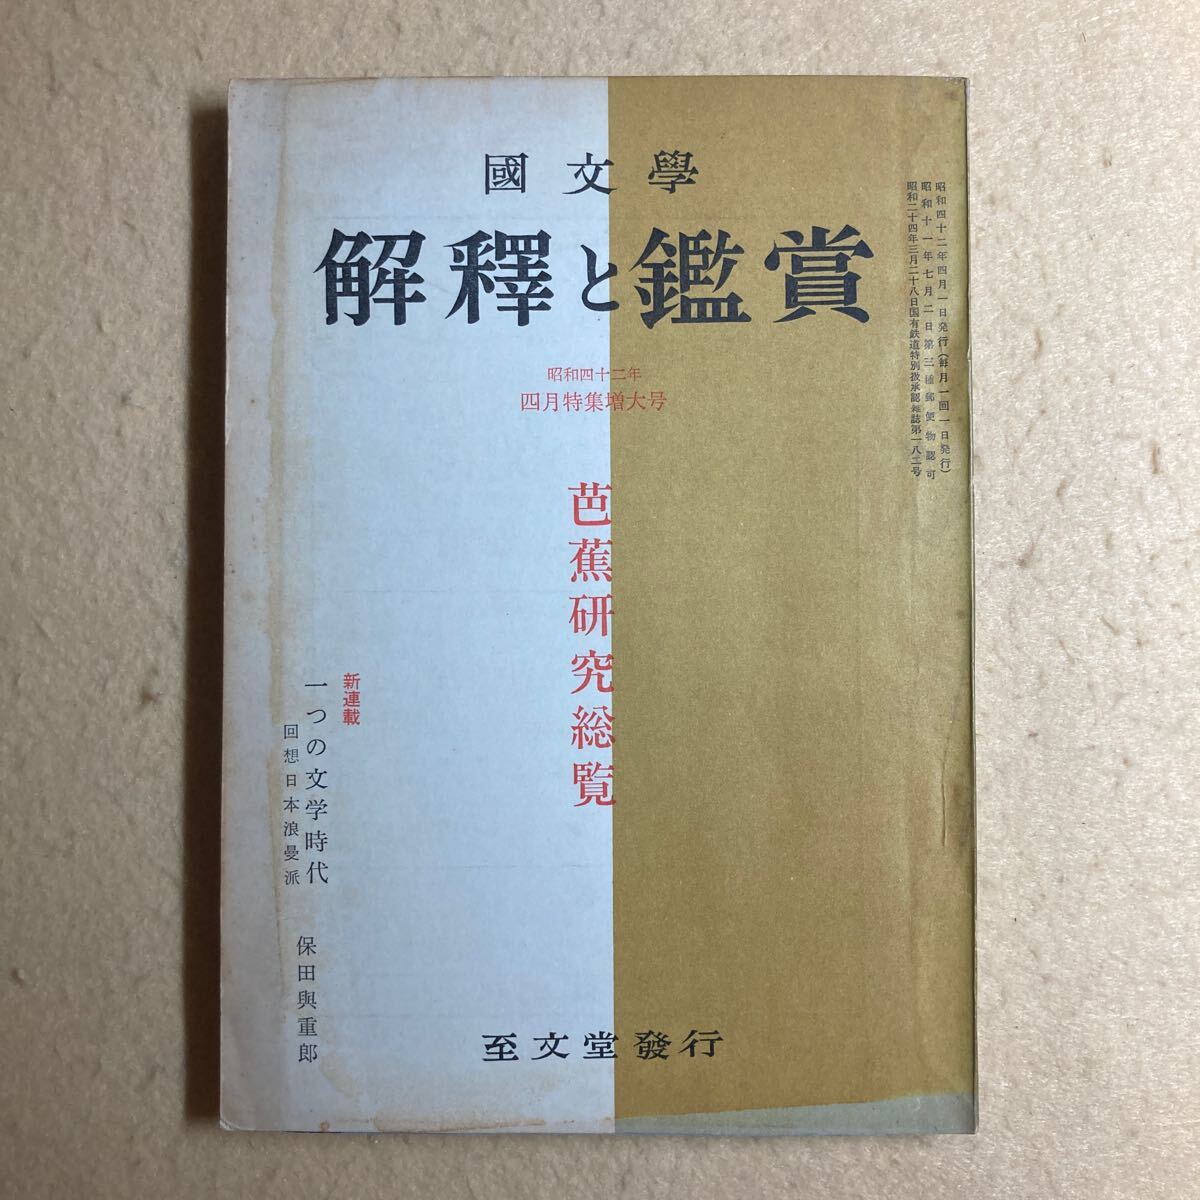 國文學
解釋と鑑賞
昭和四十二年
四月特集増大号
芭蕉研究総覧
新連載
一つの文学時代
回想日本浪曼派
保田與重郎
至文堂發行
昭和四十二年四月一日発行(毎月一回一日発行)
昭和十一年七月二日第三種郵便物認可
昭和二十四年三月二十八日国有鉄道特別扱承認雑誌第一八二号